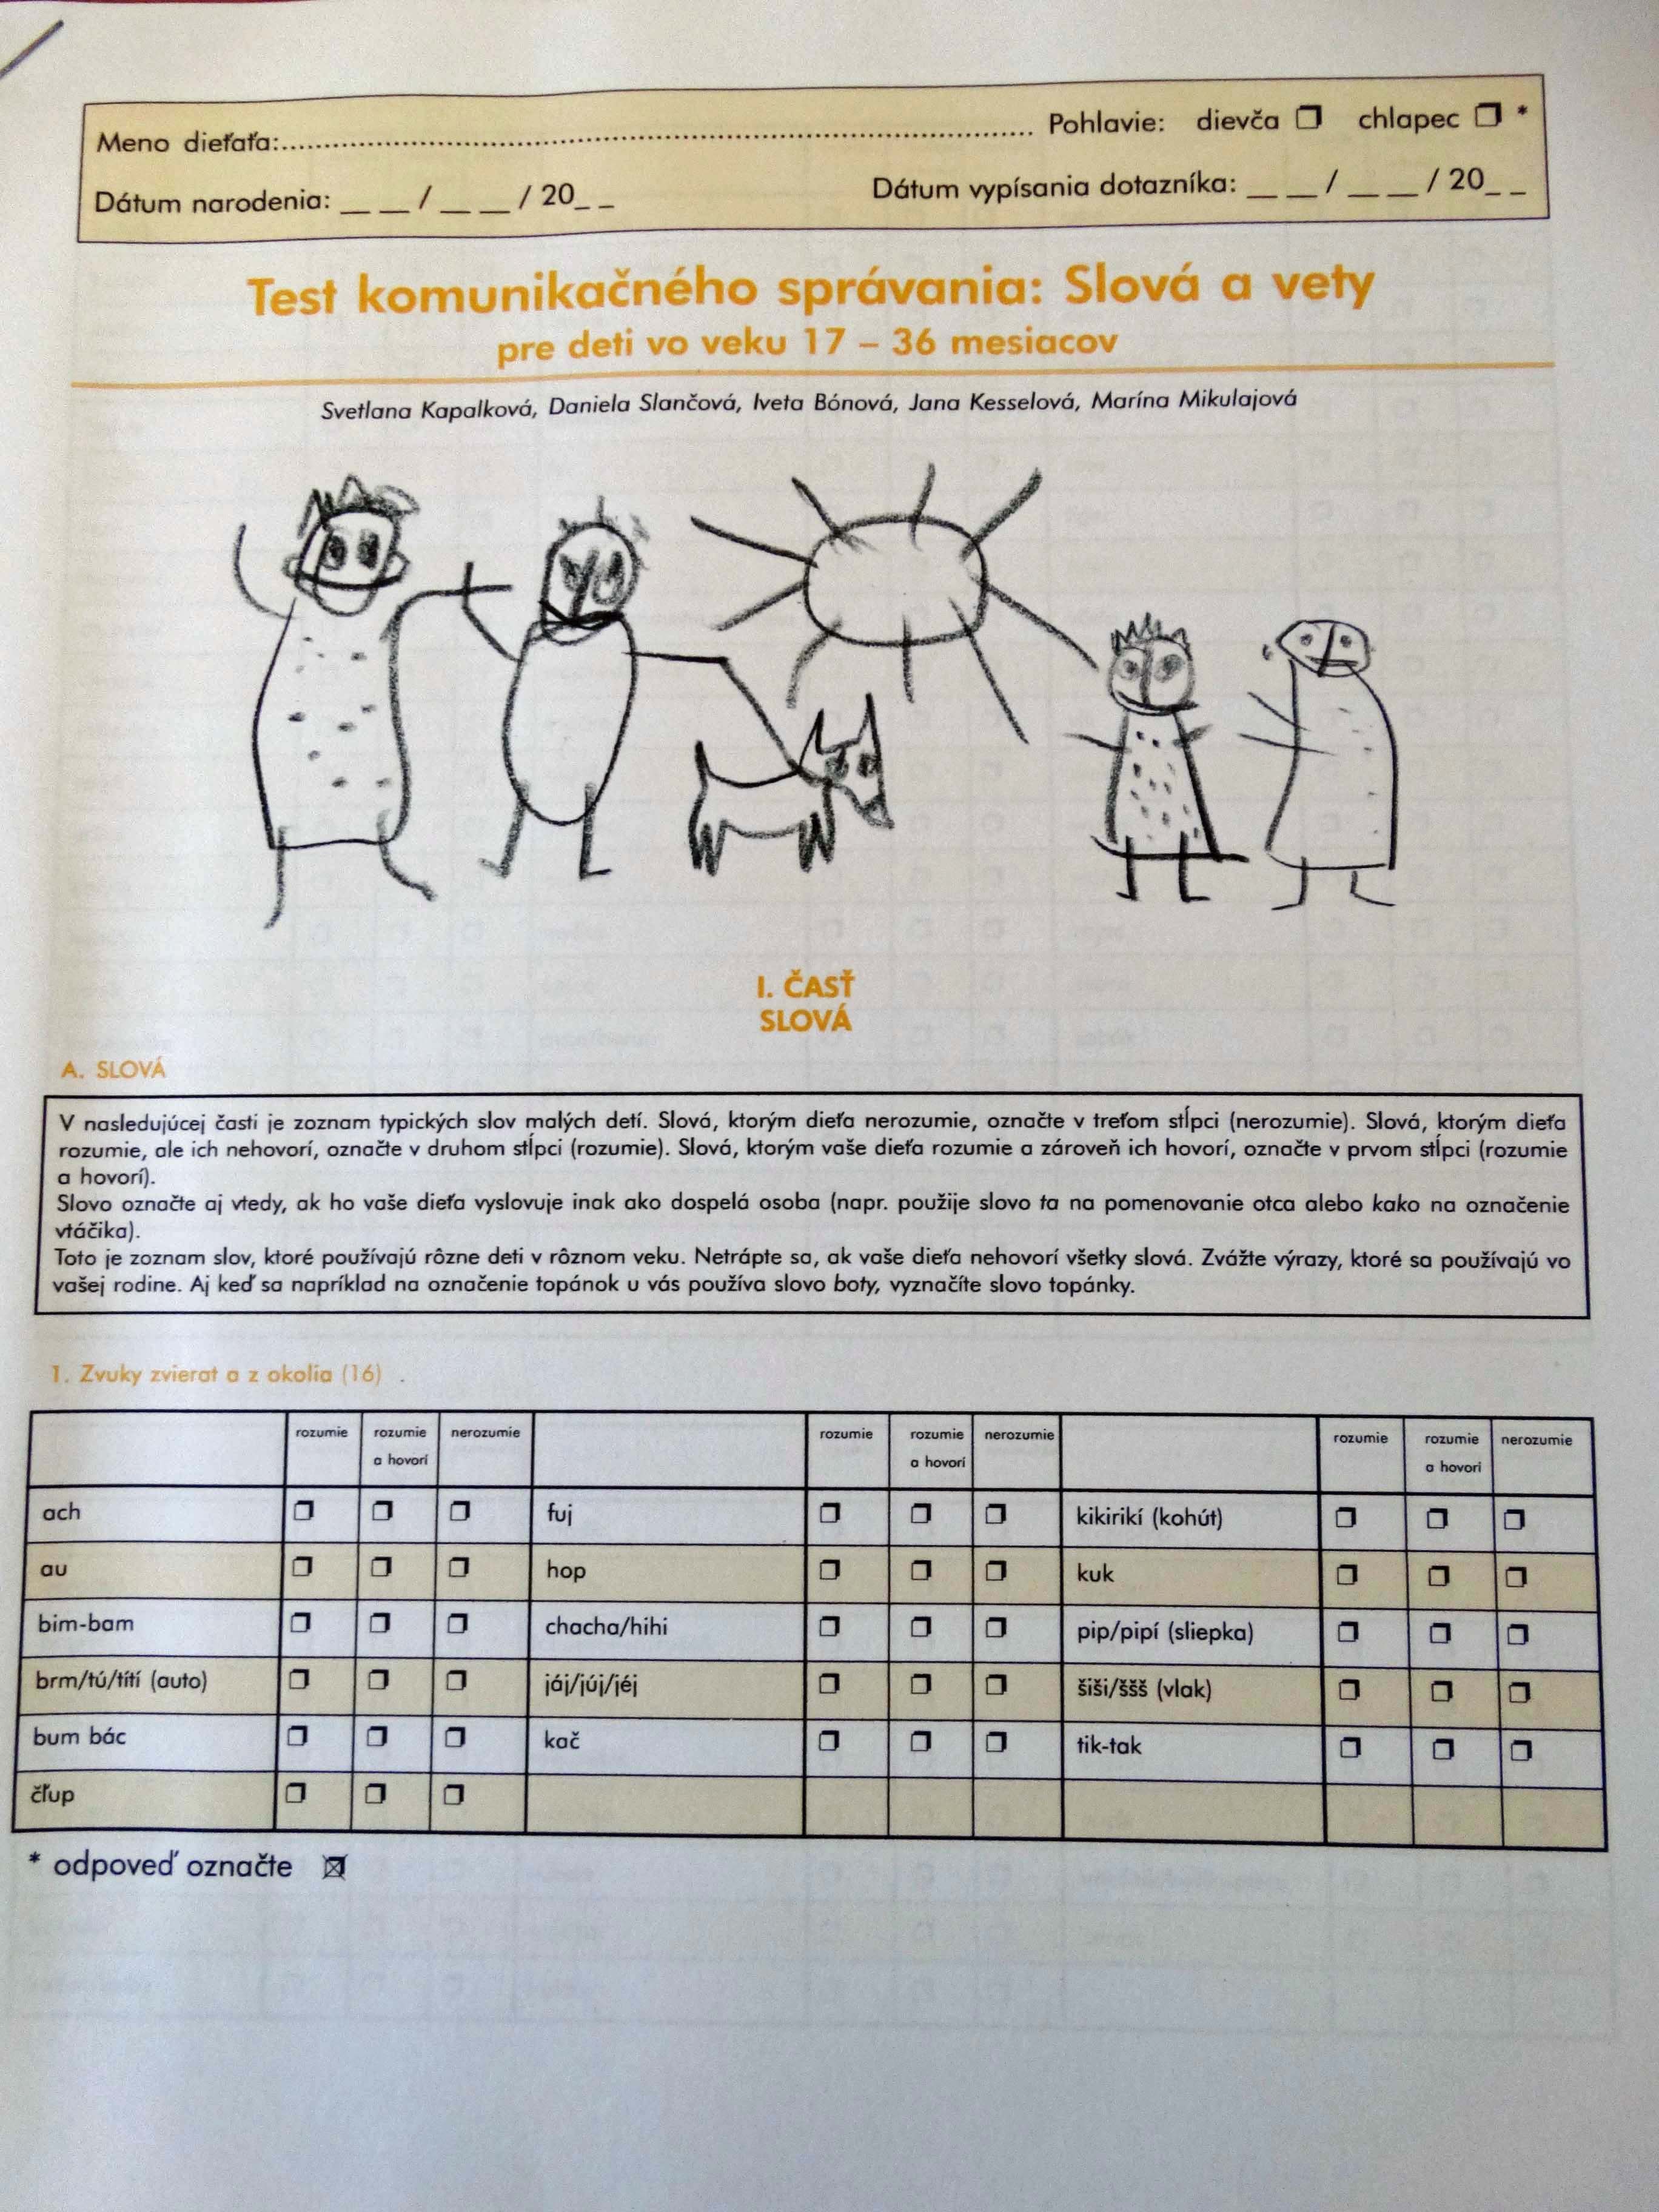 Meno dieťaťa:.......................................................... Pohlavie: dievča ❒ chlapec ❒ *
Dátum narodenia: __ __ / __ __ / 20_ _ Dátum vypísania dotazníka: __ __ / __ __ / 20_ _
Test komunikačného správania: Slová a vety
pre deti vo veku 17 – 36 mesiacov
Svetlana Kapalková, Daniela Slančová, Iveta Bónová, Jana Kesselová, Marína Mikulajová
I. ČASŤ
SLOVÁ
A. SLOVÁ
V nasledujúcej časti je zoznam typických slov malých detí. Slová, ktorým dieťa nerozumie, označte v treťom stĺpci (nerozumie). Slová, ktorým dieťa
rozumie, ale ich nehovorí, označte v druhom stĺpci (rozumie). Slová, ktorým vaše dieťa rozumie a zároveň ich hovorí, označte v prvom stĺpci (rozumie
a hovorí).
Slovo označte aj vtedy, ak ho vaše dieťa vyslovuje inak ako dospelá osoba (napr. použije slovo ta na pomenovanie otca alebo kako na označenie
vtáčika).
Toto je zoznam slov, ktoré používajú rôzne deti v rôznom veku. Netrápte sa, ak vaše dieťa nehovorí všetky slová. Zvážte výrazy, ktoré sa používajú vo
vašej rodine. Aj keď sa napríklad na označenie topánok u vás používa slovo boty, vyznačíte slovo topánky.
1. Zvuky zvierat a z okolia (16)
rozumie rozumie nerozumie rozumie rozumie nerozumie rozumie rozumie nerozumie
a hovorí a hovorí a hovorí
ach ❒ ❒ ❒ fuj ❒ ❒ ❒ kikirikí (kohút) ❒ ❒ ❒
au ❒ ❒ ❒ hop ❒ ❒ ❒ kuk ❒ ❒ ❒
bim-bam ❒ ❒ ❒ chacha/hihi ❒ ❒ ❒ pip/pipí (sliepka) ❒ ❒ ❒
brm/tú/títí (auto) ❒ ❒ ❒ jáj/júj/jéj ❒ ❒ ❒ šiši/ššš (vlak) ❒ ❒ ❒
bum bác ❒ ❒ ❒ kač ❒ ❒ ❒ tik-tak ❒ ❒ ❒
čľup ❒ ❒ ❒
* odpoveď označte ☒